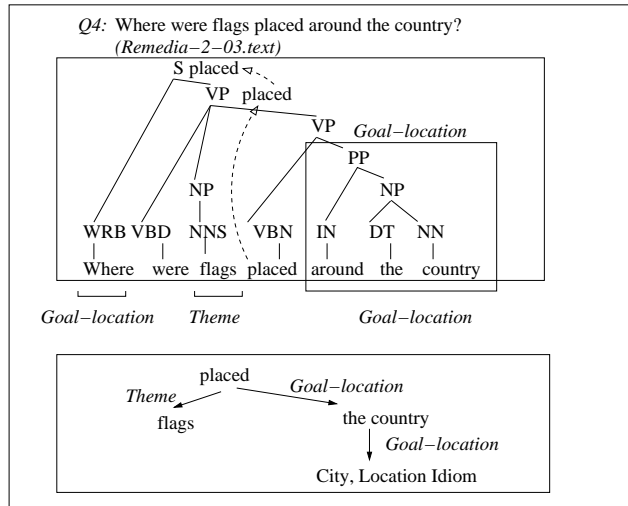 Q4: Where were flags placed around the country?
(Remedia−2−03.text)
S placed
VP placed
VP
Goal−location
PP
NP NP
WRB VBD NNS VBN IN DT NN
Where were flags placed around the country
Goal−location Theme Goal−location
placed
Theme Goal−location
flags the country
Goal−location
City, Location Idiom